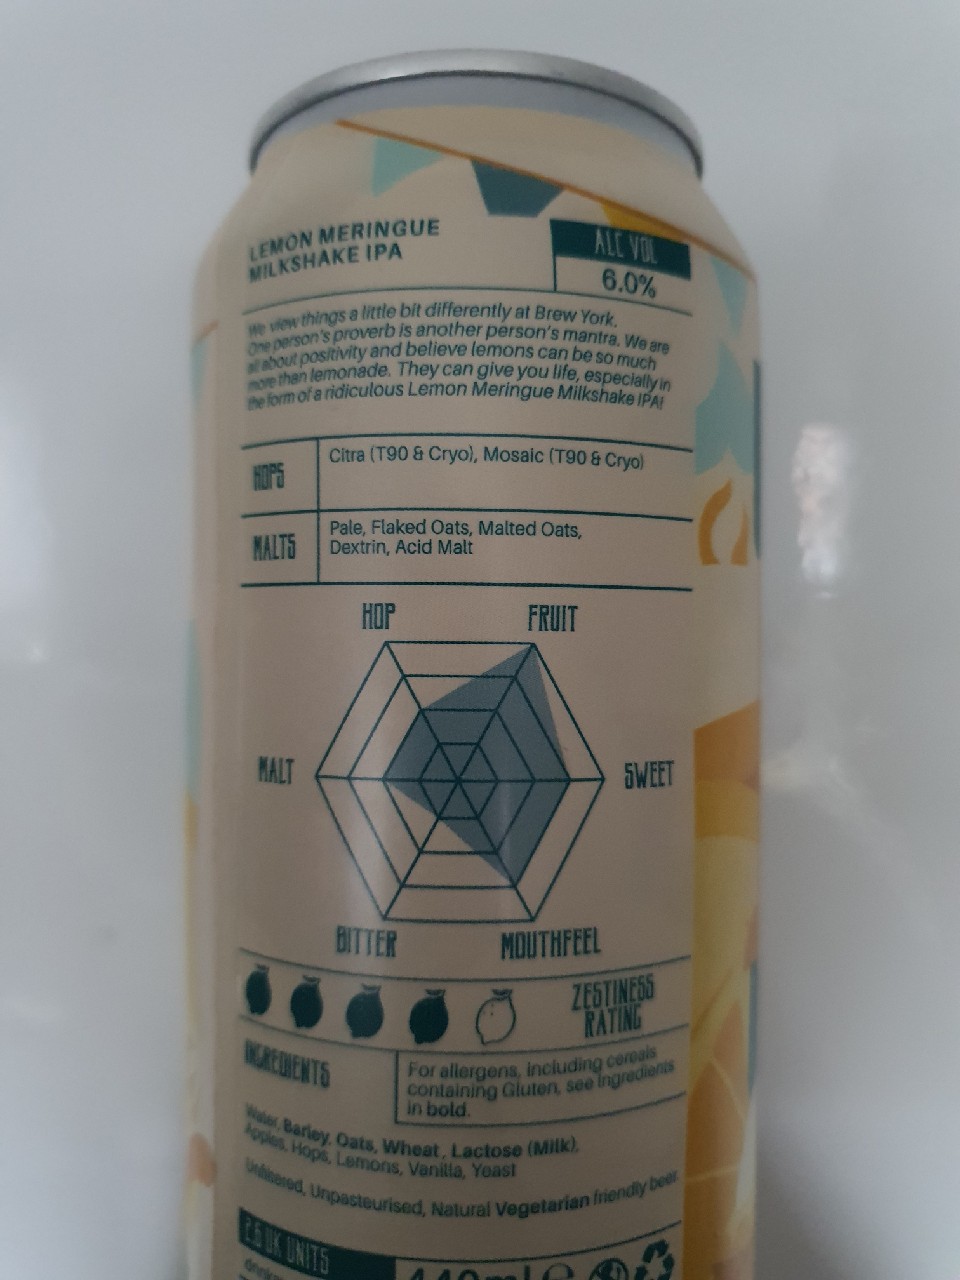 LEMON MERINGUE
MILKSHAKE IPA
ALC VOL
6.0%
We view things a little bit differently at Brew York.
One person's proverb is another person's mantra. We are
all about positivity and believe lemons can be so much
more than lemonade. They can give you life, especially in
the form of a ridiculous Lemon Meringue Milkshake IPA!
HOPS
Citra (T90 & Cryo), Mosaic (T90 & Cryo)
MALTS
Pale, Flaked Oats, Malted Oats,
Dextrin, Acid Malt
HOP
FRUIT
MALT
SWEET
BITTER
MOUTHFEEL
ZESTINESS
RATING
INGREDIENTS
For allergens, including cereals
containing Gluten, see ingredients
in bold.
Water, Barley, Oats, Wheat, Lactose (Milk),
Apples, Hops, Lemons, Vanilla, Yeast
Unfiltered, Unpasteurised, Natural Vegetarian friendly beer.
2.6 UK UNITS
440ml e